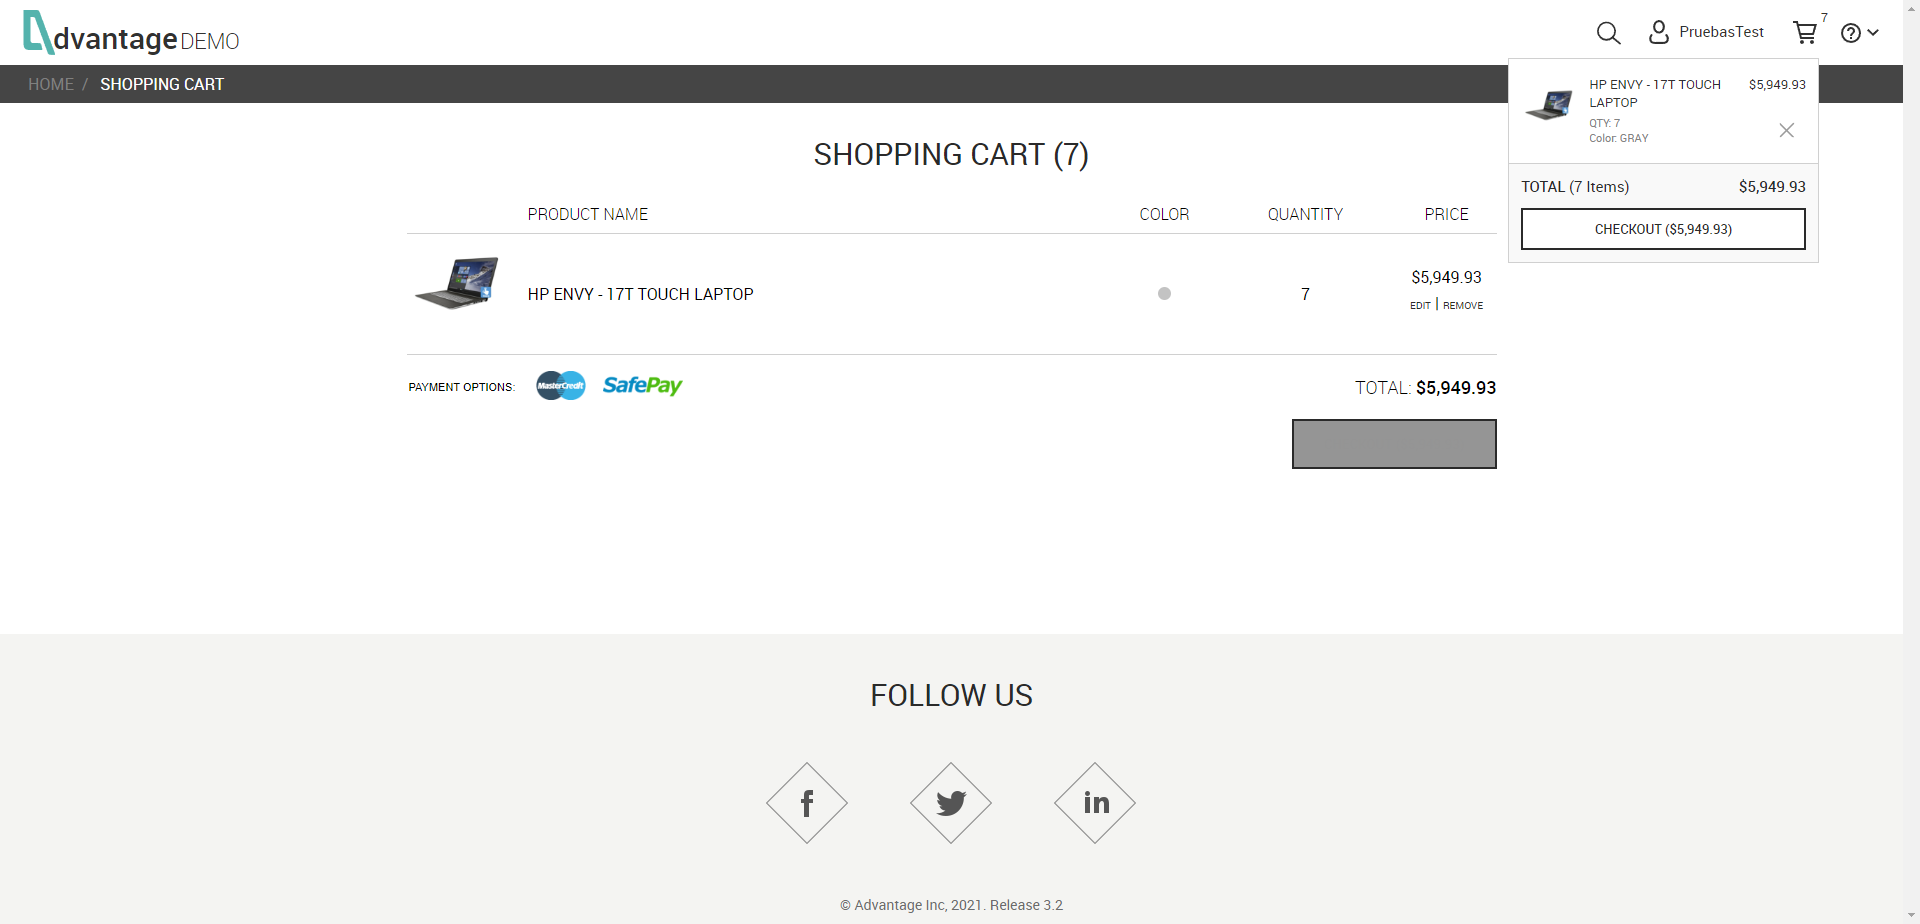 dvantage DEMO
PruebasTest
7
HOME / SHOPPING CART
HP ENVY - 17T TOUCH LAPTOP $5,949.93
QTY: 7
Color: GRAY
TOTAL (7 Items) $5,949.93
CHECKOUT ($5,949.93)
SHOPPING CART (7)
PRODUCT NAME COLOR QUANTITY PRICE
HP ENVY - 17T TOUCH LAPTOP 7 $5,949.93
EDIT | REMOVE
PAYMENT OPTIONS: MasterCredit SafePay TOTAL: $5,949.93
FOLLOW US
f in
© Advantage Inc, 2021. Release 3.2